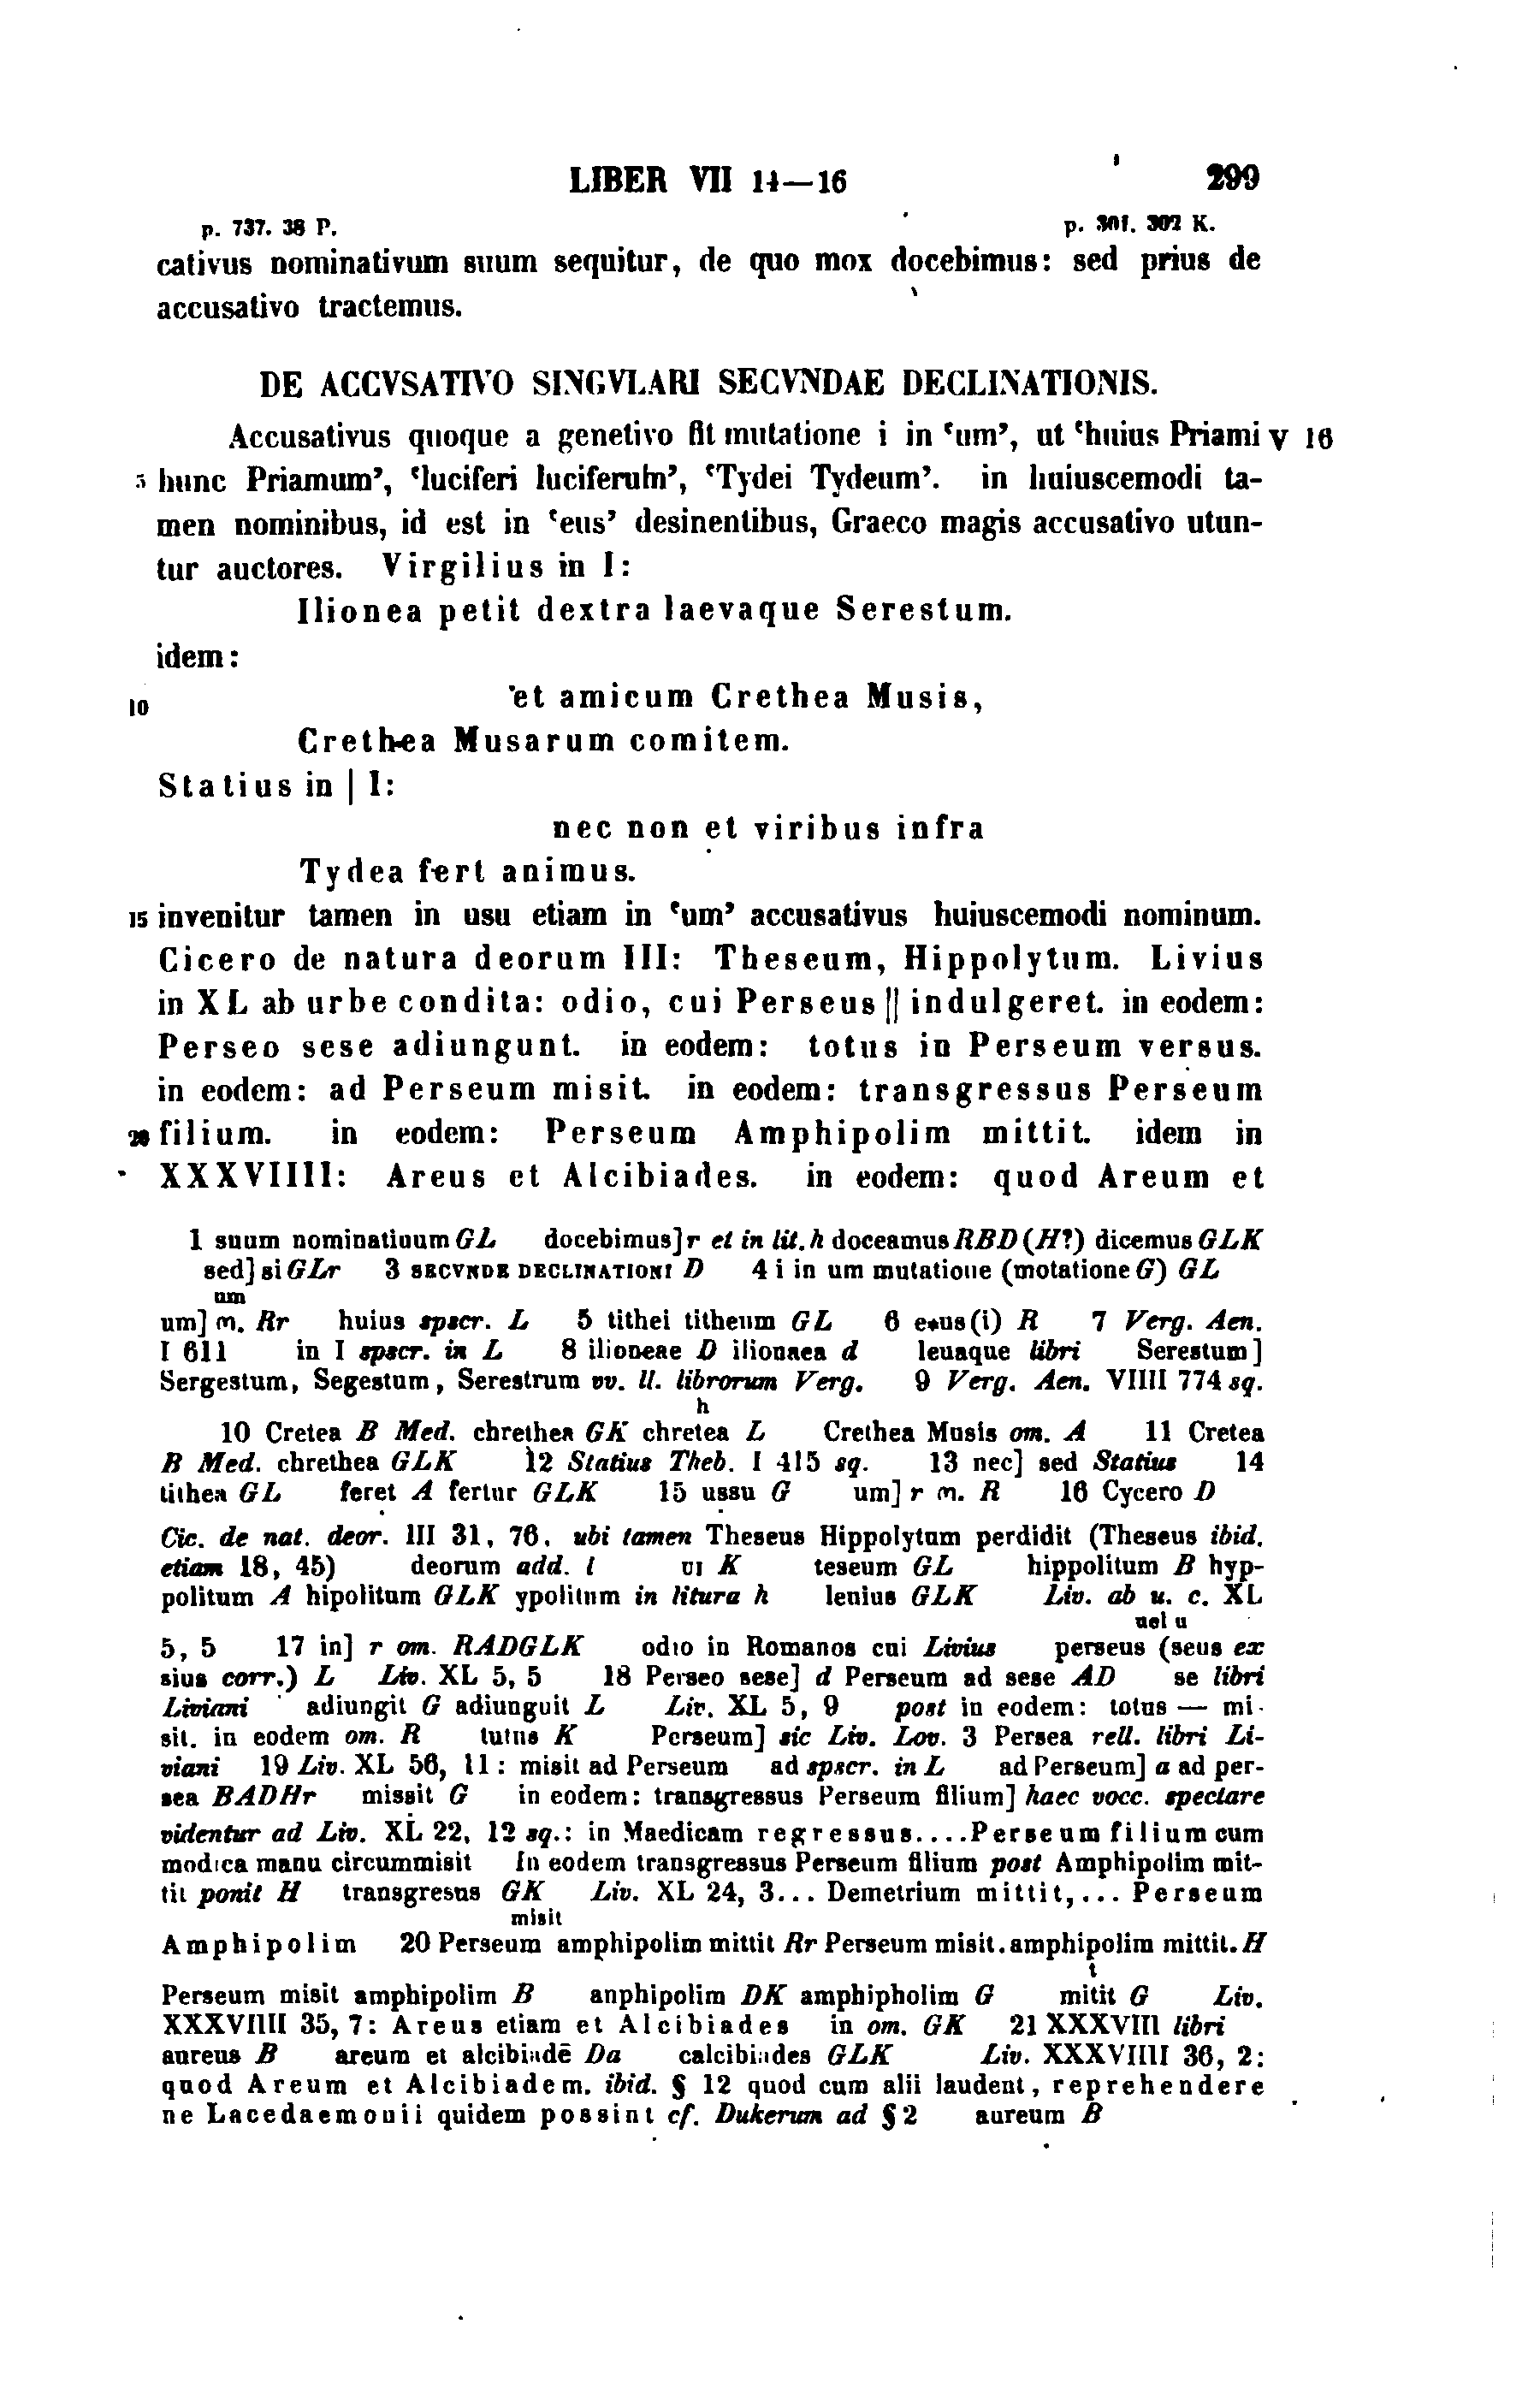 LIBER VII 14—16 299
p. 737. 38 P. p. 301. 302 K.
cativus nominativum suum sequitur, de quo mox docebimus: sed prius de
accusativo tractemus.
DE ACCVSATIVO SINGVLARI SECVNDAE DECLINATIONIS.
Accusativus quoque a genetivo fit mutatione i in ‘um’, ut ‘huius Priami V 16
5 hunc Priamum’, ‘luciferi luciferum’, ‘Tydei Tydeum’. in huiuscemodi ta-
men nominibus, id est in ‘eus’ desinentibus, Graeco magis accusativo utun-
tur auctores. Virgilius in I:
Ilionea petit dextra laevaque Serestum.
idem:
10 et amicum Crethea Musis,
Crethea Musarum comitem.
Statius in | I:
nec non et viribus infra
Tydea fert animus.
15 invenitur tamen in usu etiam in ‘um’ accusativus huiuscemodi nominum.
Cicero de natura deorum III: Theseum, Hippolytum. Livius
in XL ab urbe condita: odio, cui Perseus || indulgeret. in eodem:
Perseo sese adiungunt. in eodem: totus in Perseum versus.
in eodem: ad Perseum misit. in eodem: transgressus Perseum
20 filium. in eodem: Perseum Amphipolim mittit. idem in
XXXVIIII: Areus et Alcibiades. in eodem: quod Areum et
1 suum nominatiuum GL docebimus] r et in lit. h doceamus RBD (H?) dicemus GLK
sed] si GLr 3 SECVNDE DECLINATIONI D 4 i in um mutatione (motatione G) GL
um
um] m. Rr huius spscr. L 5 tithei titheum GL 6 e*us(i) R 7 Verg. Aen.
I 611 in I spscr. in L 8 ilioneae D ilionaea d leuaque libri Serestum]
Sergestum, Segestum, Serestrum vv. ll. librorum Verg. 9 Verg. Aen. VIIII 774 sq.
h
10 Cretea B Med. chrethea GK chretea L Crethea Musis om. A 11 Cretea
B Med. chrethea GLK 12 Statius Theb. I 415 sq. 13 nec] sed Statius 14
tithea GL feret A fertur GLK 15 ussu G um] r m. R 16 Cycero D
Cic. de nat. deor. III 31, 76, ubi tamen Theseus Hippolytum perdidit (Theseus ibid.
etiam 18, 45) deorum add. l UI K teseum GL hippolitum B hyp-
politum A hipolitum GLK ypolitum in litura h lenius GLK Liv. ab u. c. XL
uel u
5, 5 17 in] r om. RADGLK odio in Romanos cui Livius perseus (seus ex
sius corr.) L Liv. XL 5, 5 18 Perseo sese] d Perseum ad sese AD se libri
Liviani adiungit G adiunguit L Liv. XL 5, 9 post in eodem: totus — mi-
sit. in eodem om. R tutus K Perseum] sic Liv. Lov. 3 Persea rell. libri Li-
viani 19 Liv. XL 56, 11: misit ad Perseum ad spscr. in L ad Perseum] a ad per-
sea BADHr missit G in eodem: transgressus Perseum filium] haec vocc. spectare
videntur ad Liv. XL 22, 12 sq.: in Maedicam regressus....Perseum filium cum
modica manu circummisit In eodem transgressus Perseum filium post Amphipolim mit-
tit ponit H transgresus GK Liv. XL 24, 3... Demetrium mittit,... Perseum
misit
Amphipolim 20 Perseum amphipolim mittit Rr Perseum misit. amphipolim mittit. H
t
Perseum misit amphipolim B anphipolim DK amphipholim G mitit G Liv.
XXXVIIII 35, 7: Areus etiam et Alcibiades in om. GK 21 XXXVIII libri
aureus B areum et alcibiadē Da calcibiades GLK Liv. XXXVIIII 36, 2:
quod Areum et Alcibiadem. ibid. § 12 quod cum alii laudent, reprehendere
ne Lacedaemonii quidem possint cf. Dukerum ad § 2 aureum B